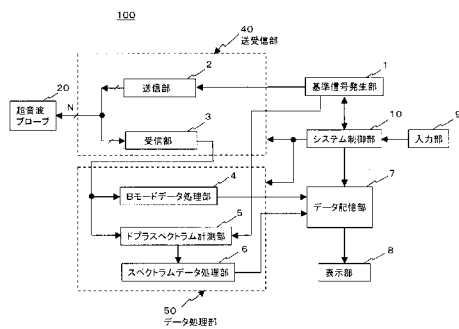 100
40
送受信部
20
超音波
プローブ
N
2
送信部
3
受信部
1
基準信号発生部
10
システム制御部
9
入力部
4
Bモードデータ処理部
5
ドプラスペクトラム計測部
6
スペクトラムデータ処理部
7
データ記憶部
8
表示部
50
データ処理部